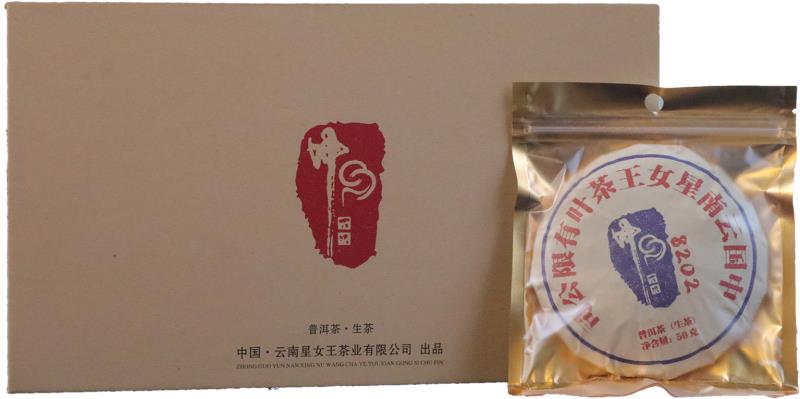 普洱茶·生茶
中国·云南星女王茶业有限公司 出品
ZHONG GUO YUN NAN XING NU WANG CHA YE YOU XIAN GONG SI CHU PIN
中国云南星女王茶叶有限公司
8202
普洱茶（生茶）
净含量：50克